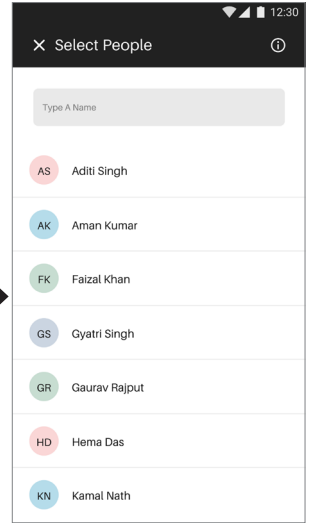 12:30
Select People
Type A Name
AS Aditi Singh
AK Aman Kumar
FK Faizal Khan
GS Gyatri Singh
GR Gaurav Rajput
HD Hema Das
KN Kamal Nath